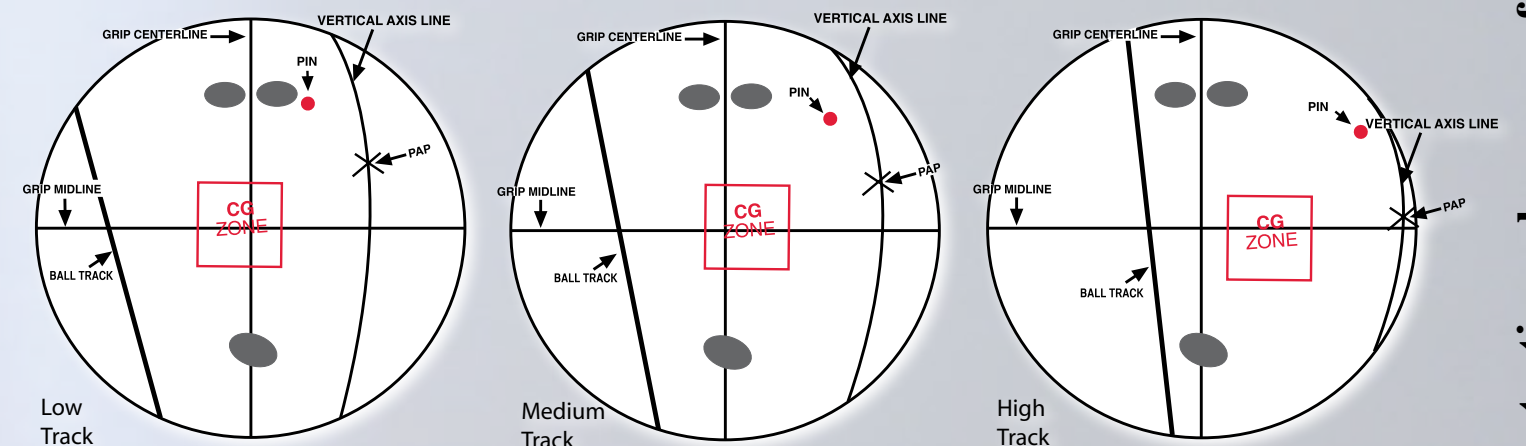 VERTICAL AXIS LINE
GRIP CENTERLINE
PIN
PAP
GRIP MIDLINE
CG
ZONE
BALL TRACK
Low
Track
VERTICAL AXIS LINE
GRIP CENTERLINE
PIN
PAP
GRIP MIDLINE
CG
ZONE
BALL TRACK
Medium
Track
GRIP CENTERLINE
PIN
VERTICAL AXIS LINE
GRIP MIDLINE
PAP
CG
ZONE
BALL TRACK
High
Track